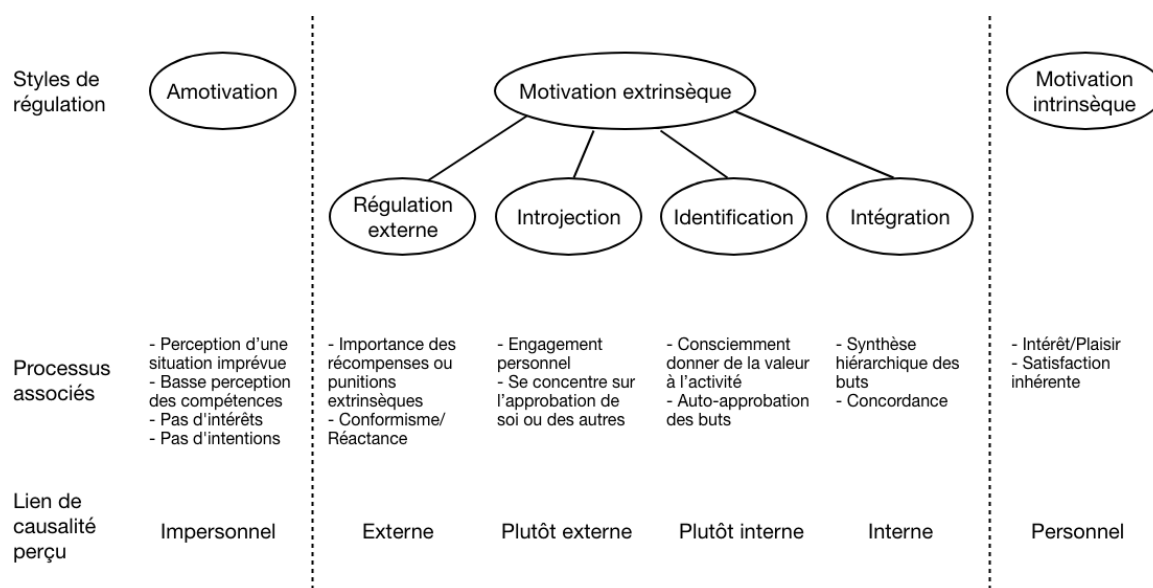 Styles de
régulation
Amotivation
Motivation extrinsèque
Motivation
intrinsèque
Régulation
externe
Introjection
Identification
Intégration
Processus
associés
- Perception d'une
situation imprévue
- Basse perception
des compétences
- Pas d'intérêts
- Pas d'intentions
- Importance des
récompenses ou
punitions
extrinsèques
- Conformisme/
Réactance
- Engagement
personnel
- Se concentre sur
l'approbation de
soi ou des autres
- Consciemment
donner de la valeur
à l'activité
- Auto-approbation
des buts
- Synthèse
hiérarchique des
buts
- Concordance
- Intérêt/Plaisir
- Satisfaction
inhérente
Lien de
causalité
perçu
Impersonnel
Externe
Plutôt externe
Plutôt interne
Interne
Personnel